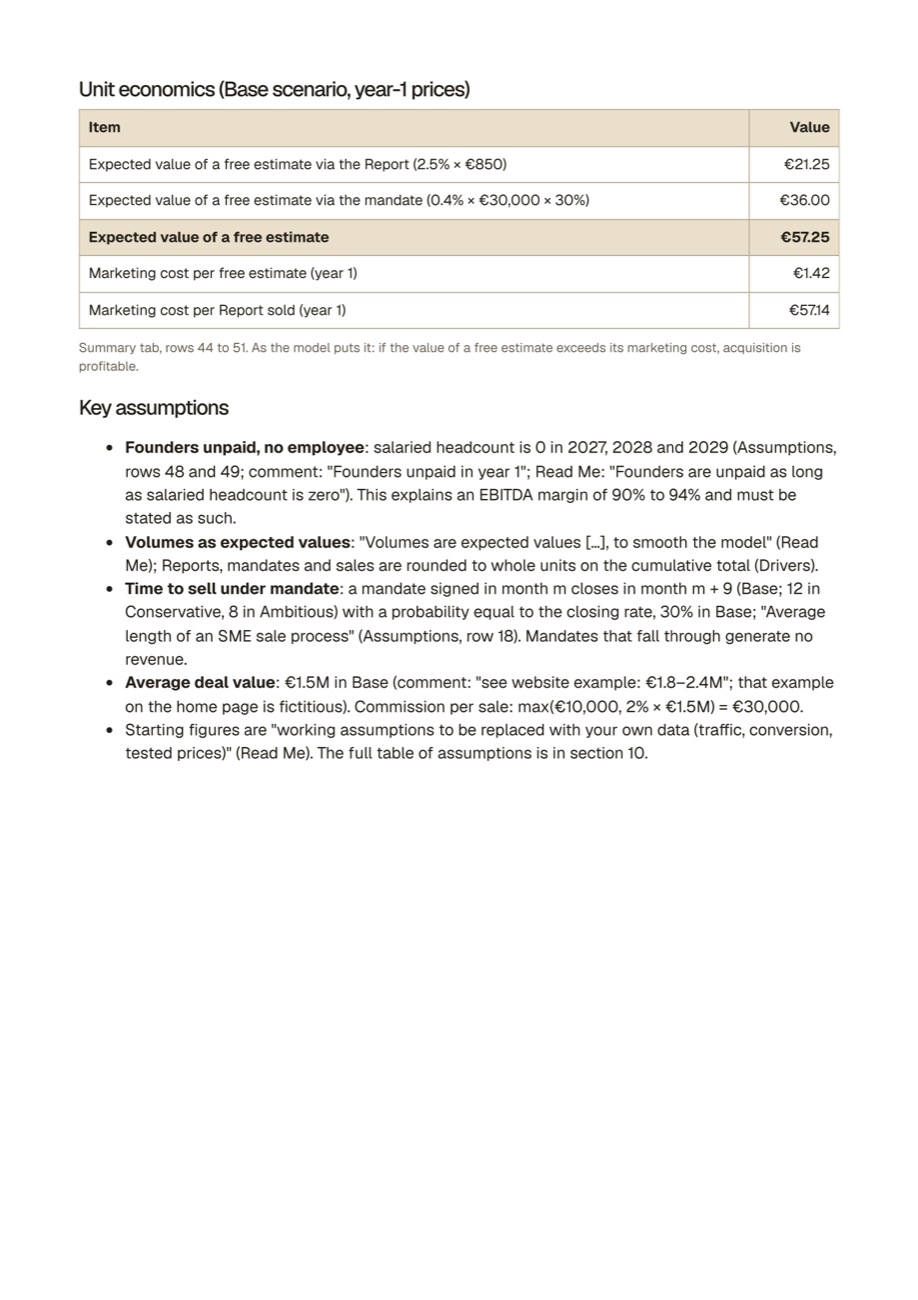 Unit economics (Base scenario, year-1 prices)
Item Value
Expected value of a free estimate via the Report (2.5% × €850) €21.25
Expected value of a free estimate via the mandate (0.4% × €30,000 × 30%) €36.00
Expected value of a free estimate €57.25
Marketing cost per free estimate (year 1) €1.42
Marketing cost per Report sold (year 1) €57.14
Summary tab, rows 44 to 51. As the model puts it: if the value of a free estimate exceeds its marketing cost, acquisition is
profitable.
Key assumptions
• Founders unpaid, no employee: salaried headcount is 0 in 2027, 2028 and 2029 (Assumptions,
rows 48 and 49; comment: "Founders unpaid in year 1"; Read Me: "Founders are unpaid as long
as salaried headcount is zero"). This explains an EBITDA margin of 90% to 94% and must be
stated as such.
• Volumes as expected values: "Volumes are expected values [...], to smooth the model" (Read
Me); Reports, mandates and sales are rounded to whole units on the cumulative total (Drivers).
• Time to sell under mandate: a mandate signed in month m closes in month m + 9 (Base; 12 in
Conservative, 8 in Ambitious) with a probability equal to the closing rate, 30% in Base; "Average
length of an SME sale process" (Assumptions, row 18). Mandates that fall through generate no
revenue.
• Average deal value: €1.5M in Base (comment: "see website example: €1.8–2.4M"; that example
on the home page is fictitious). Commission per sale: max(€10,000, 2% × €1.5M) = €30,000.
• Starting figures are "working assumptions to be replaced with your own data (traffic, conversion,
tested prices)" (Read Me). The full table of assumptions is in section 10.